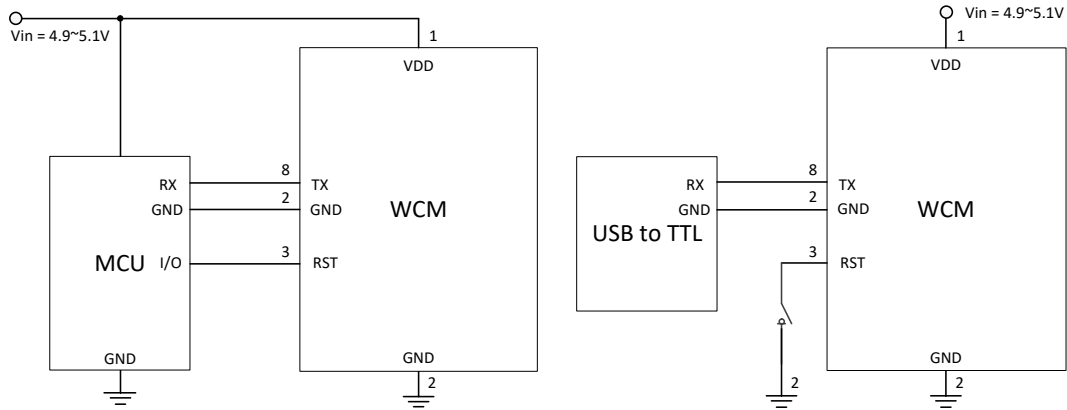 Vin = 4.9~5.1V
1
VDD
RX
8
TX
GND
2
GND
WCM
MCU
I/O
3
RST
GND
GND
2
Vin = 4.9~5.1V
1
VDD
RX
8
TX
GND
2
GND
WCM
USB to TTL
3
RST
2
GND
2